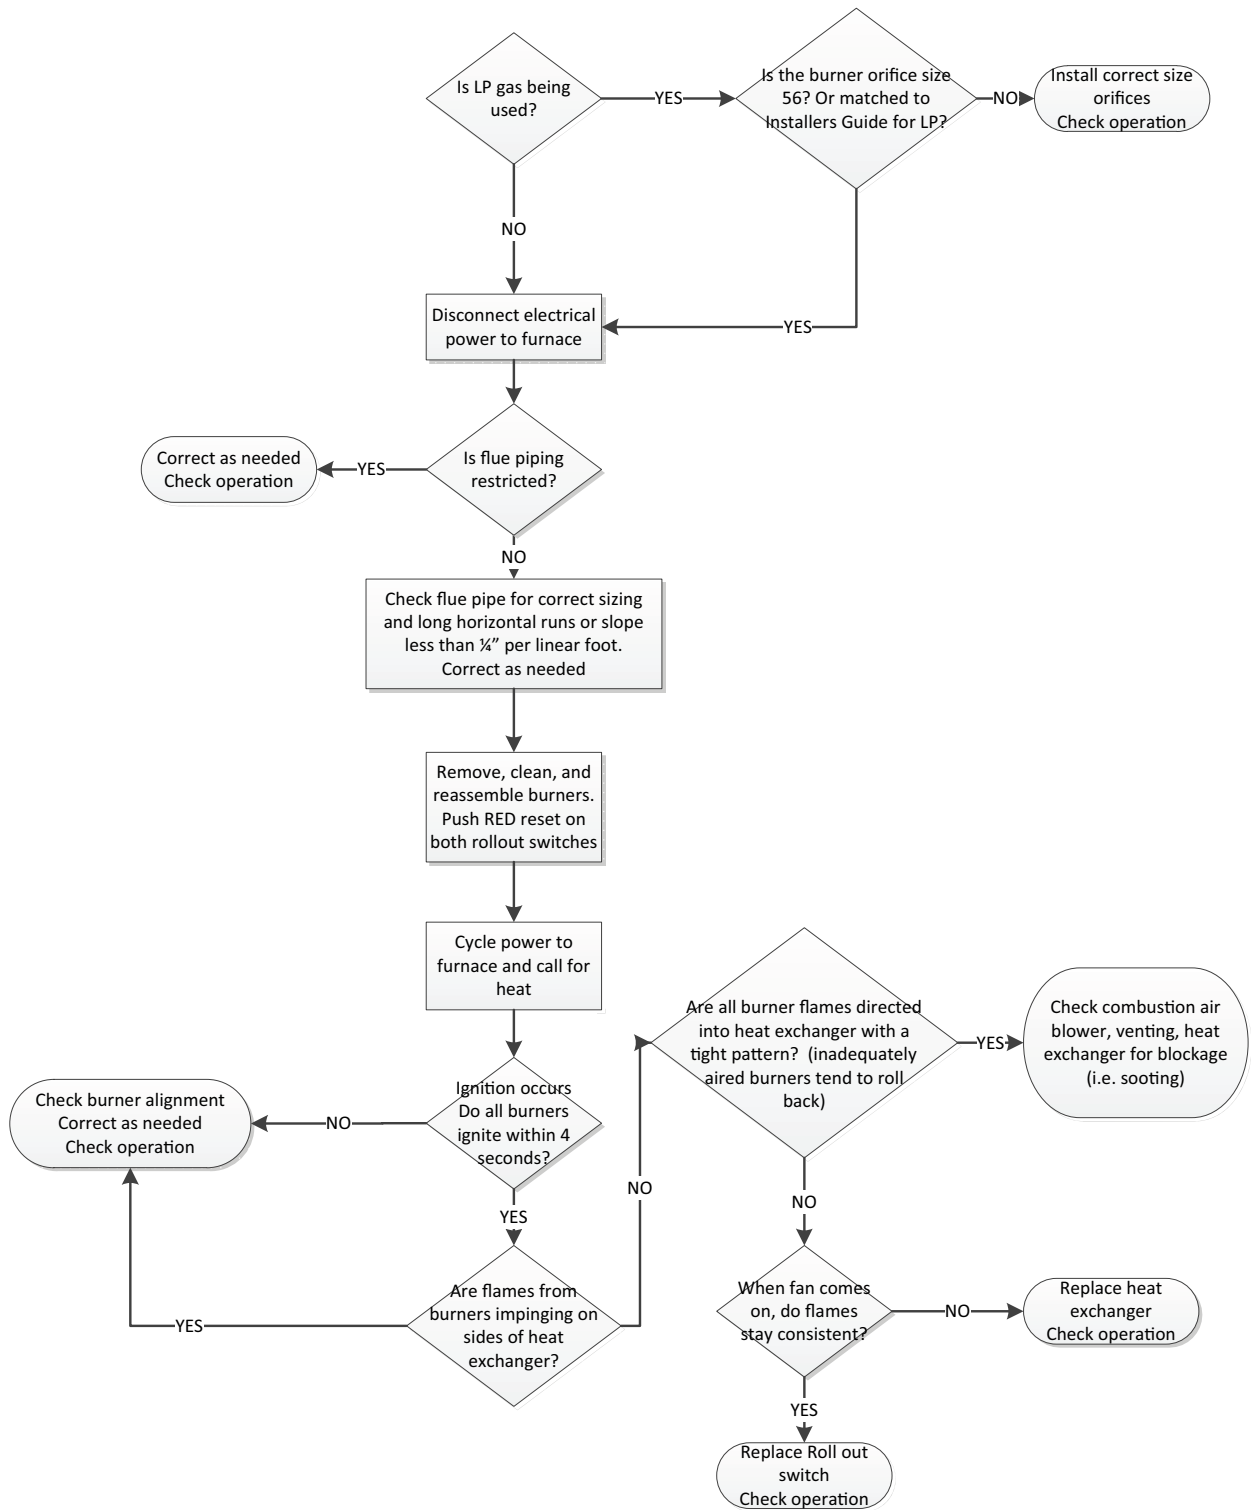 Is LP gas being
used?
YES
Is the burner orifice size
56? Or matched to
Installers Guide for LP?
NO
Install correct size
orifices
Check operation
NO
YES
Disconnect electrical
power to furnace
Is flue piping
restricted?
YES
Correct as needed
Check operation
NO
Check flue pipe for correct sizing
and long horizontal runs or slope
less than ¼” per linear foot.
Correct as needed
Remove, clean, and
reassemble burners.
Push RED reset on
both rollout switches
Cycle power to
furnace and call for
heat
Ignition occurs
Do all burners
ignite within 4
seconds?
NO
Check burner alignment
Correct as needed
Check operation
YES
Are flames from
burners impinging on
sides of heat
exchanger?
YES
NO
Are all burner flames directed
into heat exchanger with a
tight pattern? (inadequately
aired burners tend to roll
back)
YES
Check combustion air
blower, venting, heat
exchanger for blockage
(i.e. sooting)
NO
When fan comes
on, do flames
stay consistent?
NO
Replace heat
exchanger
Check operation
YES
Replace Roll out
switch
Check operation